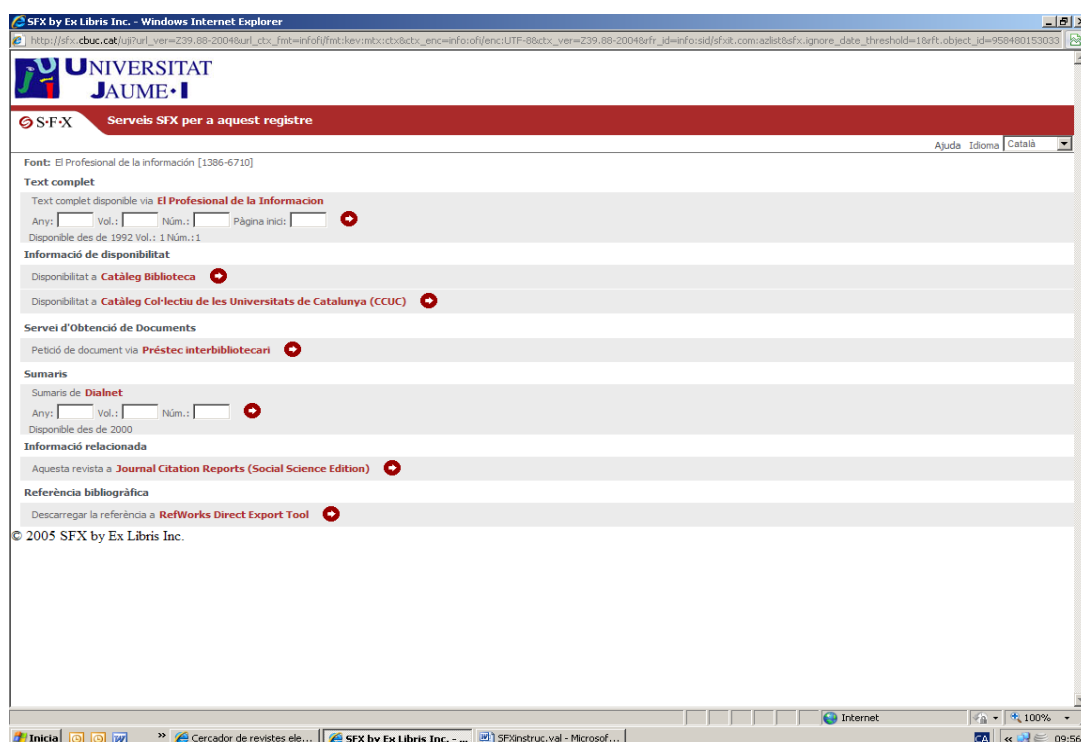 SFX by Ex Libris Inc. - Windows Internet Explorer
http://sfx.cbuc.cat/uji?url_ver=Z39.88-2004&url_ctx_fmt=infofi/fmt:kev:mtx:ctx&ctx_enc=info:ofi/enc:UTF-8&ctx_ver=Z39.88-2004&rfr_id=info:sid/sfxit.com:azlist&sfx.ignore_date_threshold=1&rft.object_id=958480153033
UNIVERSITAT
JAUME·I
S·F·X Serveis SFX per a aquest registre
Ajuda Idioma Català
Font: El Profesional de la información [1386-6710]
Text complet
Text complet disponible via El Profesional de la Informacion
Any: Vol.: Núm.: Pàgina inici:
Disponible des de 1992 Vol.: 1 Núm.:1
Informació de disponibilitat
Disponibilitat a Catàleg Biblioteca
Disponibilitat a Catàleg Col·lectiu de les Universitats de Catalunya (CCUC)
Servei d'Obtenció de Documents
Petició de document via Préstec interbibliotecari
Sumaris
Sumaris de Dialnet
Any: Vol.: Núm.:
Disponible des de 2000
Informació relacionada
Aquesta revista a Journal Citation Reports (Social Science Edition)
Referència bibliogràfica
Descarregar la referència a RefWorks Direct Export Tool
© 2005 SFX by Ex Libris Inc.
Internet 100%
Inicia » Cercador de revistes ele... SFX by Ex Libris Inc. - ... SFXinstruc.val - Microsof... CA « 09:56